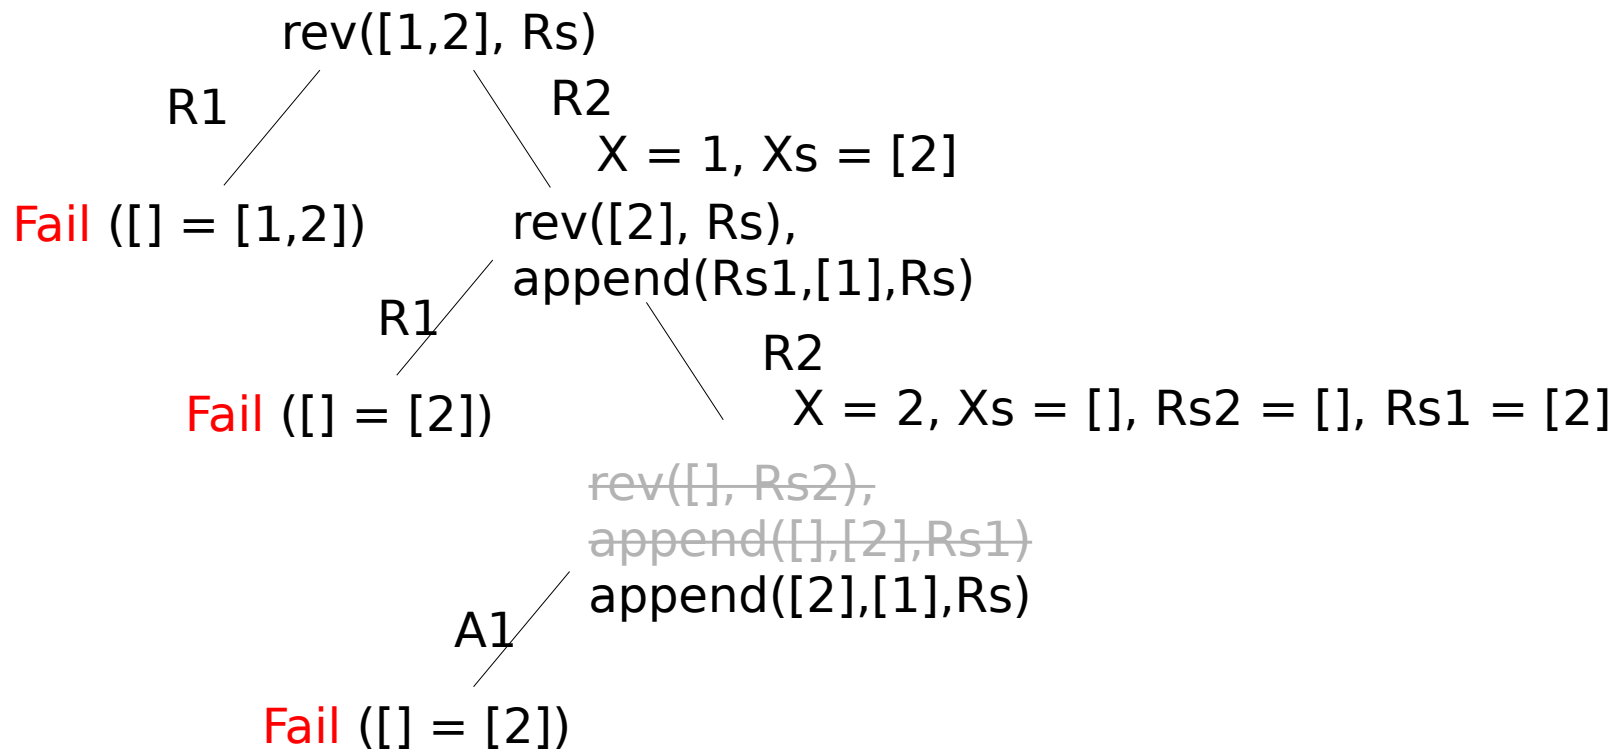 rev([1,2], Rs)
R1
R2
X = 1, Xs = [2]
Fail ([] = [1,2])
rev([2], Rs),
append(Rs1,[1],Rs)
R1
R2
X = 2, Xs = [], Rs2 = [], Rs1 = [2]
Fail ([] = [2])
rev([], Rs2),
append([],[2],Rs1)
append([2],[1],Rs)
A1
Fail ([] = [2])